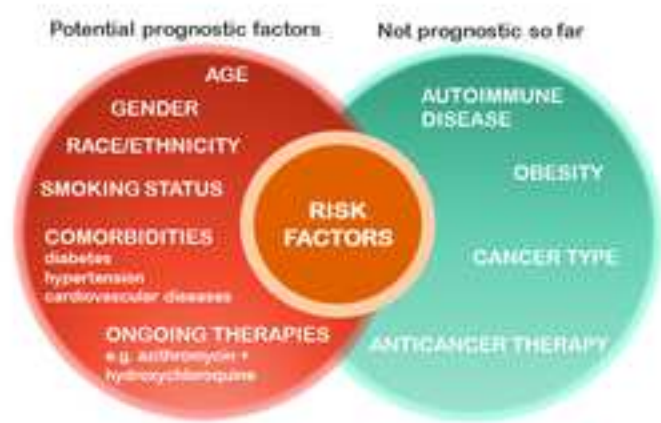 Potential prognostic factors
Not prognostic so far
AGE
GENDER
RACE/ETHNICITY
SMOKING STATUS
COMORBIDITIES
diabetes
hypertension
cardiovascular diseases
ONGOING THERAPIES
e.g. azithromycin +
hydroxychloroquine
RISK
FACTORS
AUTOIMMUNE
DISEASE
OBESITY
CANCER TYPE
ANTICANCER THERAPY